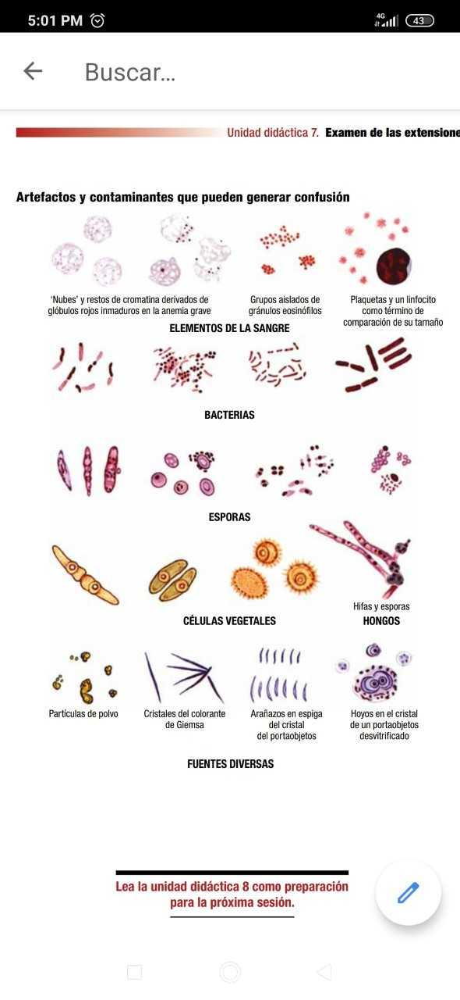 5:01 PM
4G
43
Buscar...
Unidad didáctica 7. Examen de las extensione
Artefactos y contaminantes que pueden generar confusión
'Nubes' y restos de cromatina derivados de
glóbulos rojos inmaduros en la anemia grave
Grupos aislados de
gránulos eosinófilos
Plaquetas y un linfocito
como término de
comparación de su tamaño
ELEMENTOS DE LA SANGRE
BACTERIAS
ESPORAS
Hifas y esporas
CÉLULAS VEGETALES
HONGOS
Partículas de polvo
Cristales del colorante
de Giemsa
Arañazos en espiga
del cristal
del portaobjetos
Hoyos en el cristal
de un portaobjetos
desvitrificado
FUENTES DIVERSAS
Lea la unidad didáctica 8 como preparación
para la próxima sesión.